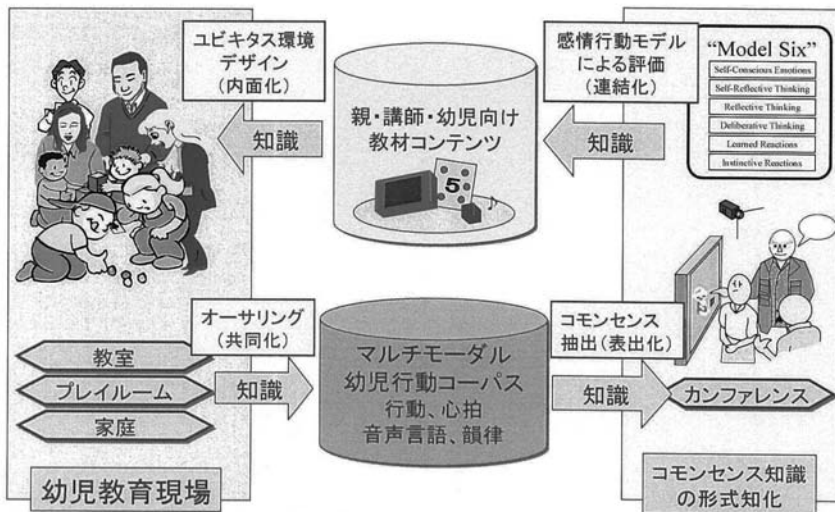 ユビキタス環境
デザイン
(内面化)
知識
親・講師・幼児向け
教材コンテンツ
5
感情行動モデル
による評価
(連結化)
知識
“Model Six”
Self-Conscious Emotions
Self-Reflective Thinking
Reflective Thinking
Deliberative Thinking
Learned Reactions
Instinctive Reactions
オーサリング
(共同化)
教室
プレイルーム
家庭
知識
マルチモーダル
幼児行動コーパス
行動、心拍
音声言語、韻律
コモンセンス
抽出(表出化)
知識
カンファレンス
幼児教育現場
コモンセンス知識
の形式知化